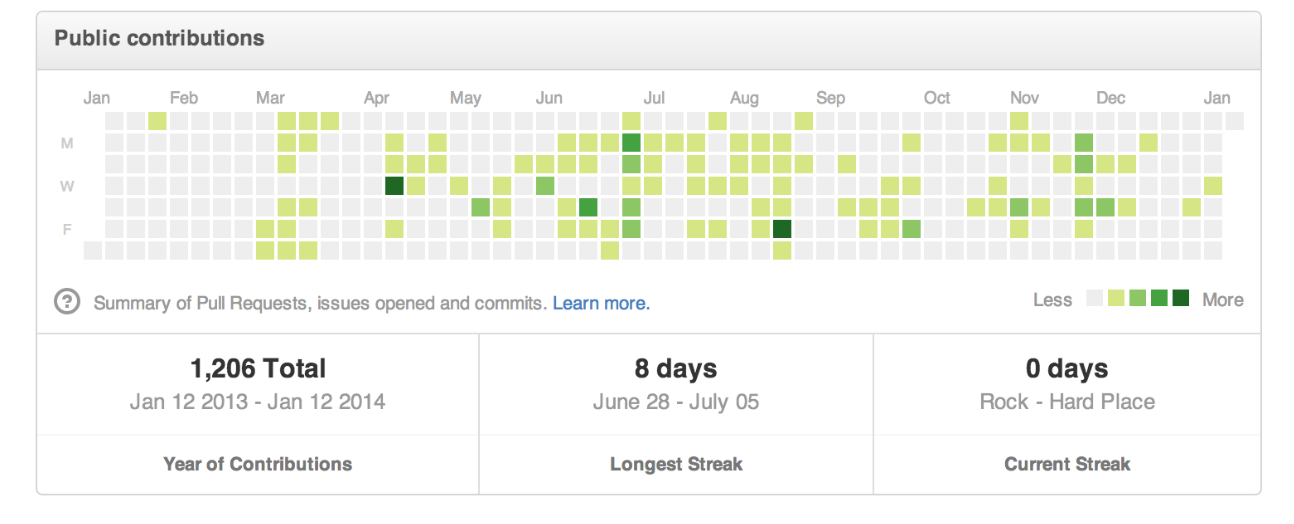 Public contributions
Jan Feb Mar Apr May Jun Jul Aug Sep Oct Nov Dec Jan
M
W
F
? Summary of Pull Requests, issues opened and commits. Learn more.
Less More
1,206 Total
Jan 12 2013 - Jan 12 2014
Year of Contributions
8 days
June 28 - July 05
Longest Streak
0 days
Rock - Hard Place
Current Streak